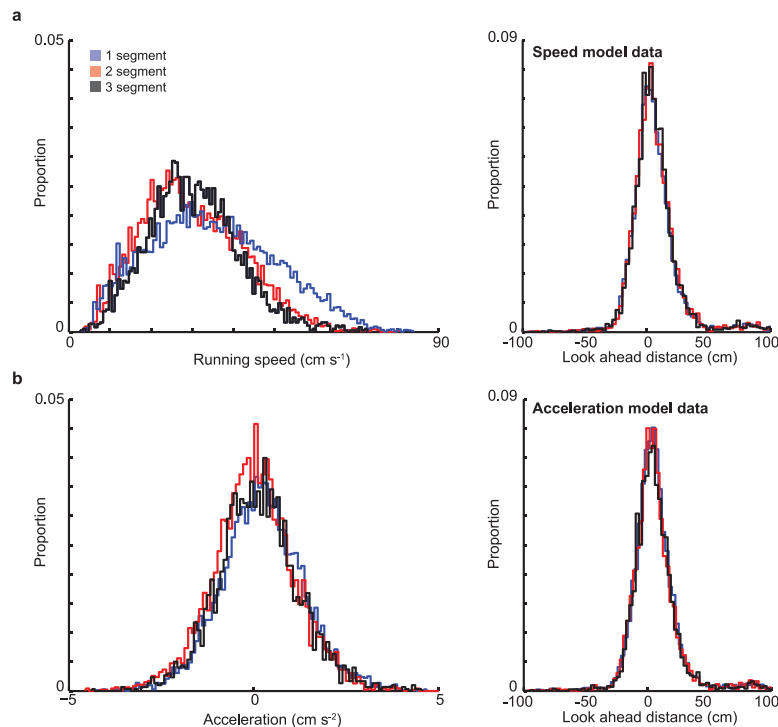 a
0.05
1 segment
2 segment
3 segment
Proportion
0
90
Running speed (cm s⁻¹)
Speed model data
0.09
Proportion
0
-100
-50
0
50
100
Look ahead distance (cm)
b
0.05
Proportion
0
−5
0
5
Acceleration (cm s⁻²)
Acceleration model data
0.09
Proportion
0
-100
-50
0
50
100
Look ahead distance (cm)